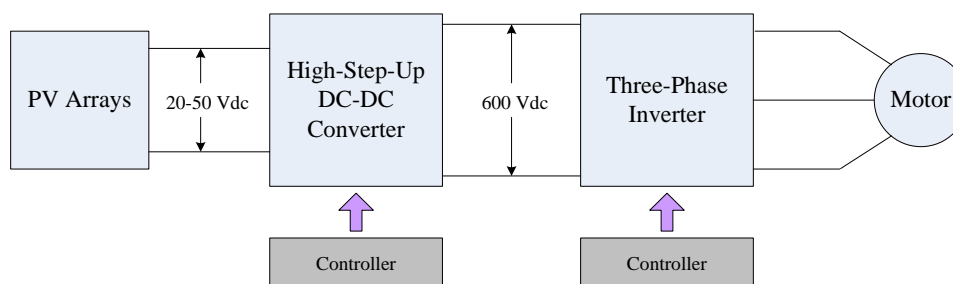 PV Arrays
20-50 Vdc
High-Step-Up
DC-DC
Converter
600 Vdc
Three-Phase
Inverter
Motor
Controller
Controller